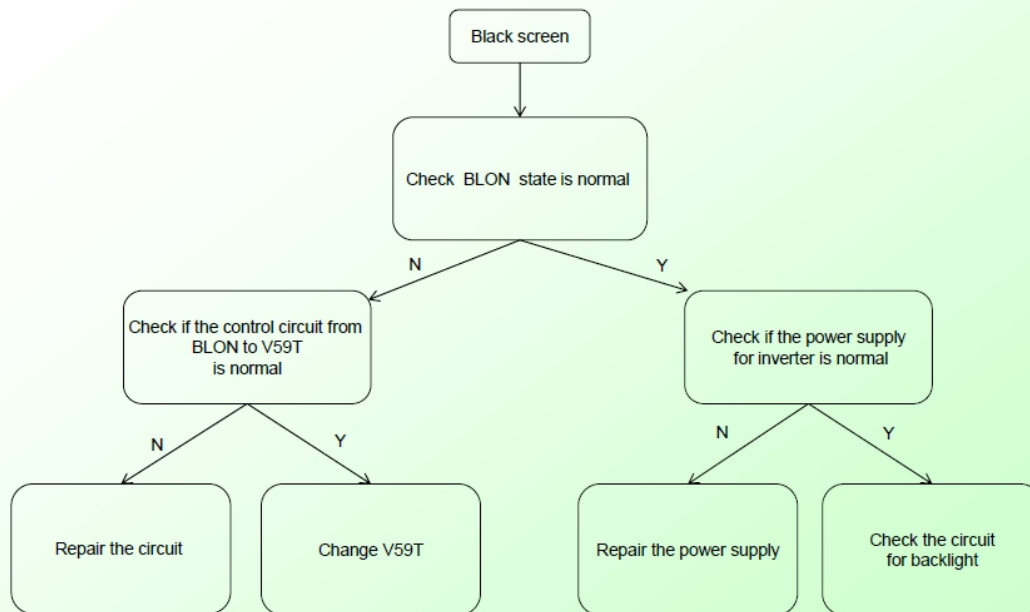 Black screen
Check BLON state is normal
N
Y
Check if the control circuit from
BLON to V59T
is normal
Check if the power supply
for inverter is normal
N
Y
N
Y
Repair the circuit
Change V59T
Repair the power supply
Check the circuit
for backlight